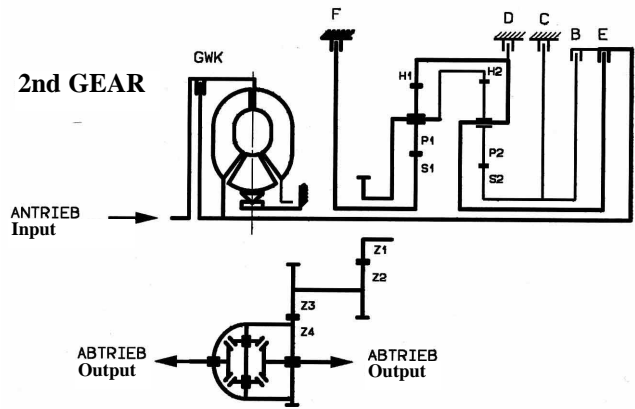 F
D
C
B
E
GWK
2nd GEAR
H1
H2
P1
S1
P2
S2
ANTRIEB
Input
Z1
Z2
Z3
Z4
ABTRIEB
Output
ABTRIEB
Output